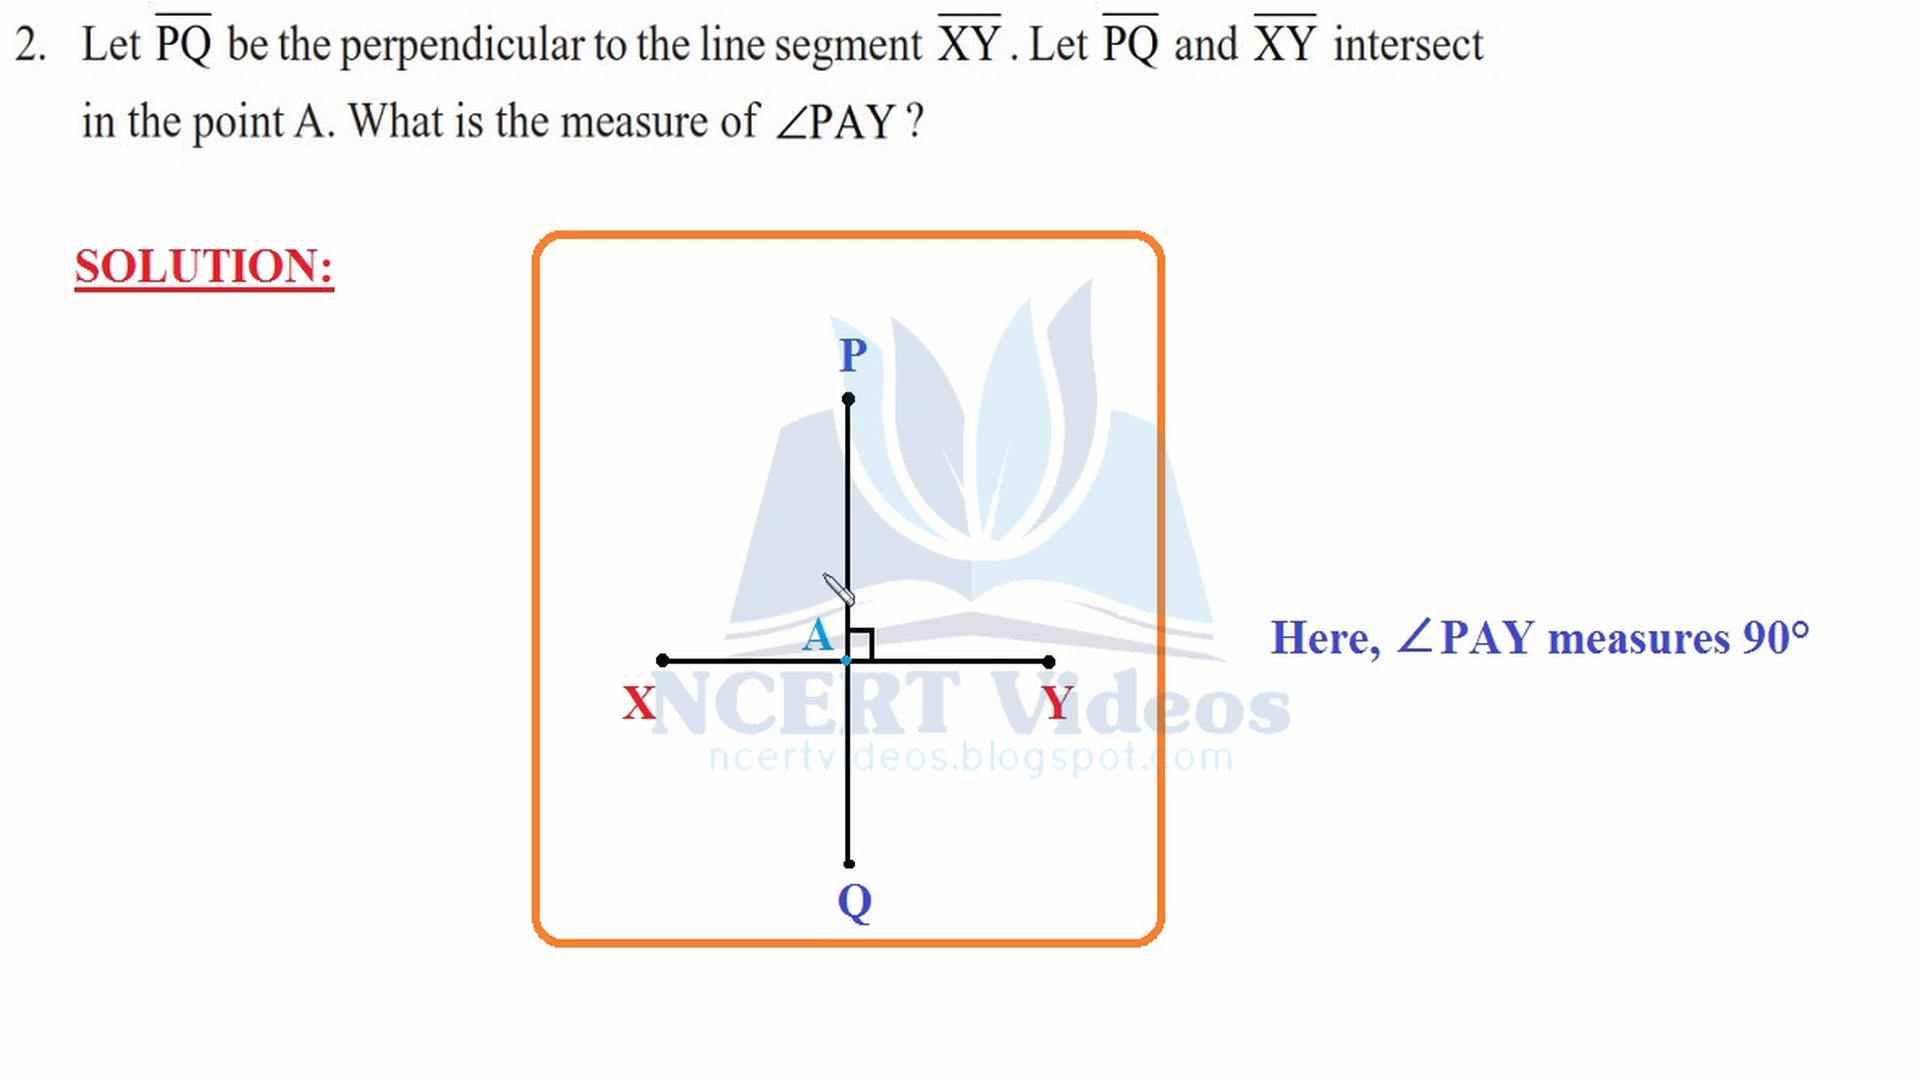 2. Let PQ be the perpendicular to the line segment XY. Let PQ and XY intersect
in the point A. What is the measure of ∠PAY ?
SOLUTION:
P
A
Here, ∠PAY measures 90°
X
Y
NCERT Videos
ncertvideos.blogspot.com
Q